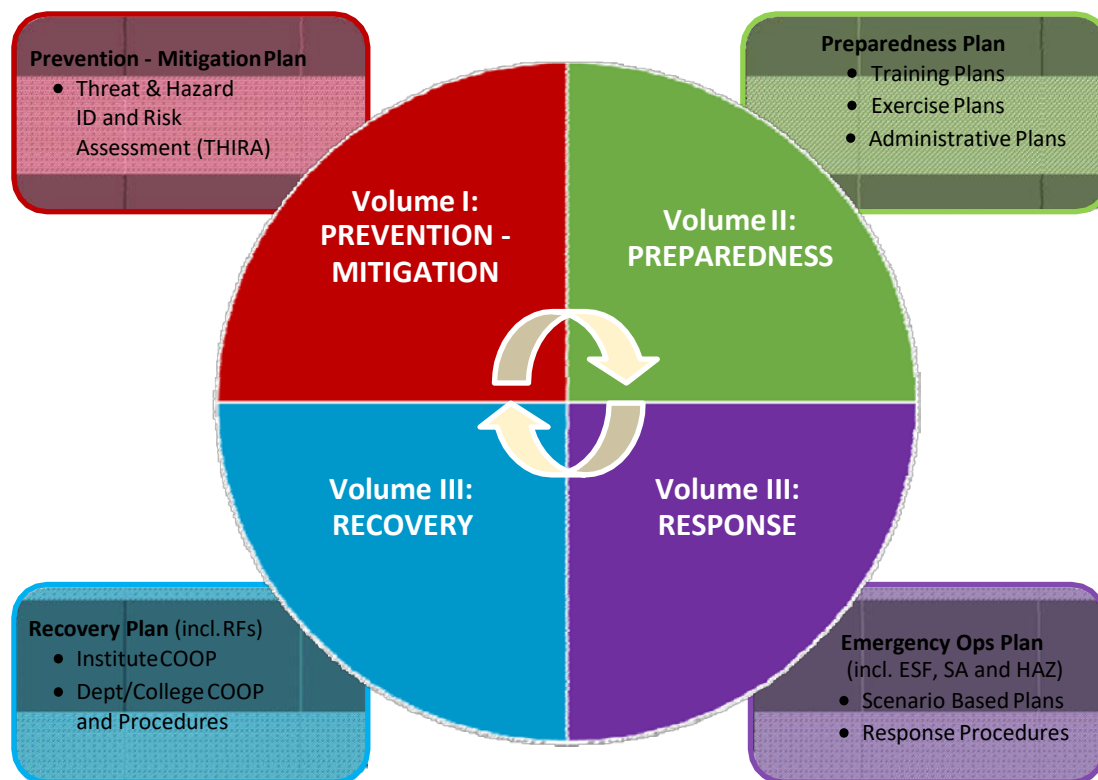 Prevention - Mitigation Plan
• Threat & Hazard
ID and Risk
Assessment (THIRA)
Preparedness Plan
• Training Plans
• Exercise Plans
• Administrative Plans
Volume I:
PREVENTION -
MITIGATION
Volume II:
PREPAREDNESS
Volume III:
RECOVERY
Volume III:
RESPONSE
Recovery Plan (incl. RFs)
• Institute COOP
• Dept/College COOP
and Procedures
Emergency Ops Plan
(incl. ESF, SA and HAZ)
• Scenario Based Plans
• Response Procedures